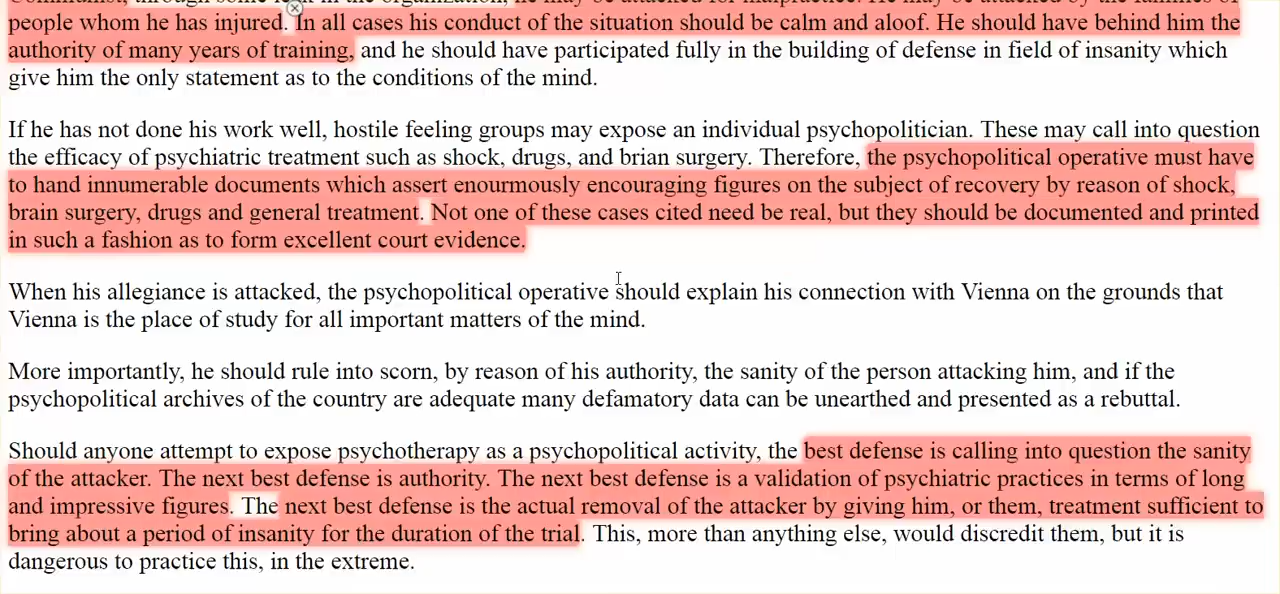 people whom he has injured. In all cases his conduct of the situation should be calm and aloof. He should have behind him the
authority of many years of training, and he should have participated fully in the building of defense in field of insanity which
give him the only statement as to the conditions of the mind.
If he has not done his work well, hostile feeling groups may expose an individual psychopolitician. These may call into question
the efficacy of psychiatric treatment such as shock, drugs, and brian surgery. Therefore, the psychopolitical operative must have
to hand innumerable documents which assert enourmously encouraging figures on the subject of recovery by reason of shock,
brain surgery, drugs and general treatment. Not one of these cases cited need be real, but they should be documented and printed
in such a fashion as to form excellent court evidence.
When his allegiance is attacked, the psychopolitical operative should explain his connection with Vienna on the grounds that
Vienna is the place of study for all important matters of the mind.
More importantly, he should rule into scorn, by reason of his authority, the sanity of the person attacking him, and if the
psychopolitical archives of the country are adequate many defamatory data can be unearthed and presented as a rebuttal.
Should anyone attempt to expose psychotherapy as a psychopolitical activity, the best defense is calling into question the sanity
of the attacker. The next best defense is authority. The next best defense is a validation of psychiatric practices in terms of long
and impressive figures. The next best defense is the actual removal of the attacker by giving him, or them, treatment sufficient to
bring about a period of insanity for the duration of the trial. This, more than anything else, would discredit them, but it is
dangerous to practice this, in the extreme.